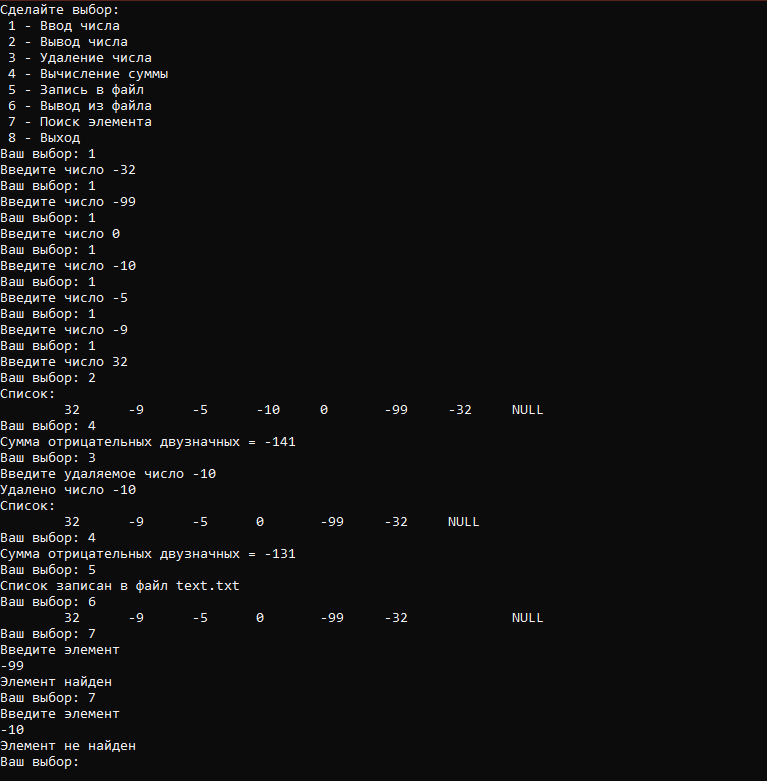 Сделайте выбор:
 1 - Ввод числа
 2 - Вывод числа
 3 - Удаление числа
 4 - Вычисление суммы
 5 - Запись в файл
 6 - Вывод из файла
 7 - Поиск элемента
 8 - Выход
Ваш выбор: 1
Введите число -32
Ваш выбор: 1
Введите число -99
Ваш выбор: 1
Введите число 0
Ваш выбор: 1
Введите число -10
Ваш выбор: 1
Введите число -5
Ваш выбор: 1
Введите число -9
Ваш выбор: 1
Введите число 32
Ваш выбор: 2
Список:
        32      -9      -5      -10     0       -99     -32     NULL
Ваш выбор: 4
Сумма отрицательных двузначных = -141
Ваш выбор: 3
Введите удаляемое число -10
Удалено число -10
Список:
        32      -9      -5      0       -99     -32     NULL
Ваш выбор: 4
Сумма отрицательных двузначных = -131
Ваш выбор: 5
Список записан в файл text.txt
Ваш выбор: 6
        32      -9      -5      0       -99     -32             NULL
Ваш выбор: 7
Введите элемент
-99
Элемент найден
Ваш выбор: 7
Введите элемент
-10
Элемент не найден
Ваш выбор: